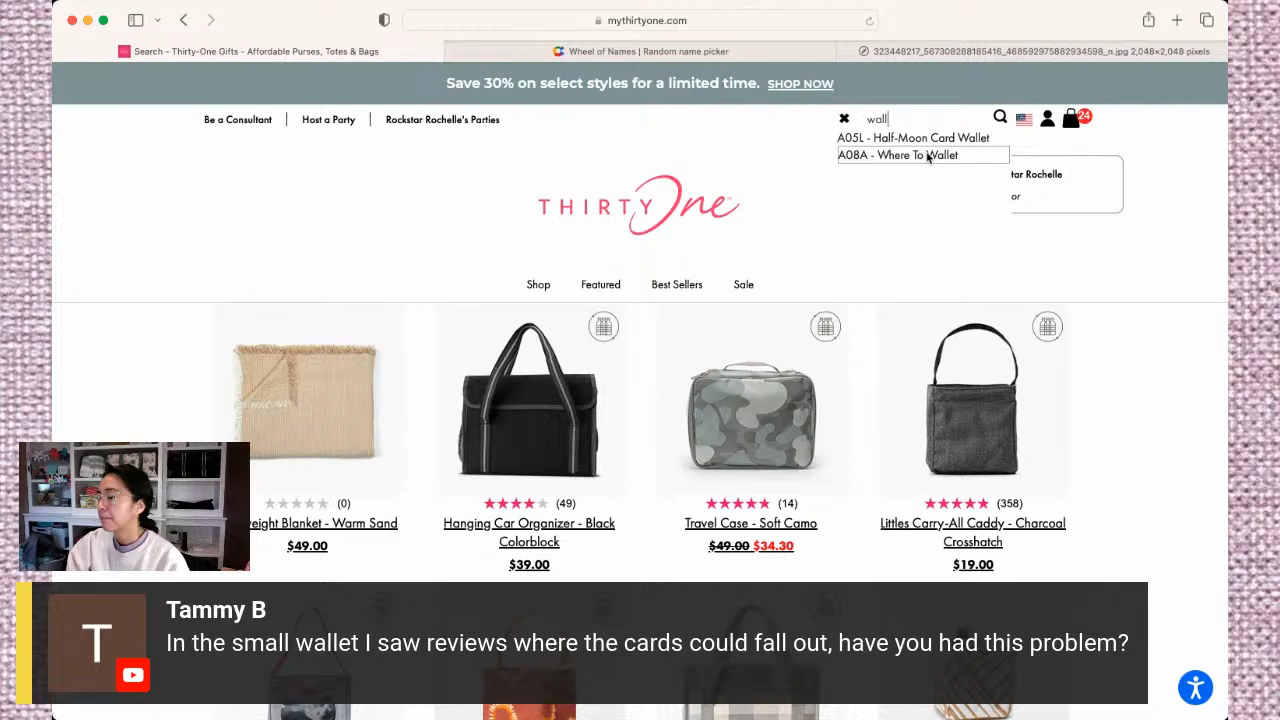 mythirtyone.com
Search - Thirty-One Gifts - Affordable Purses, Totes & Bags
Wheel of Names | Random name picker
323448217_567308288185416_468592975882934598_n.jpg 2,048×2,048 pixels
Save 30% on select styles for a limited time. SHOP NOW
Be a Consultant
Host a Party
Rockstar Rochelle's Parties
wall
24
A05L - Half-Moon Card Wallet
A08A - Where To Wallet
tar Rochelle
or
THIRTY One
Shop
Featured
Best Sellers
Sale
(0)
(49)
(14)
(358)
eight Blanket - Warm Sand
$49.00
Hanging Car Organizer - Black
Colorblock
$39.00
Travel Case - Soft Camo
$49.00 $34.30
Littles Carry-All Caddy - Charcoal
Crosshatch
$19.00
T
Tammy B
In the small wallet I saw reviews where the cards could fall out, have you had this problem?